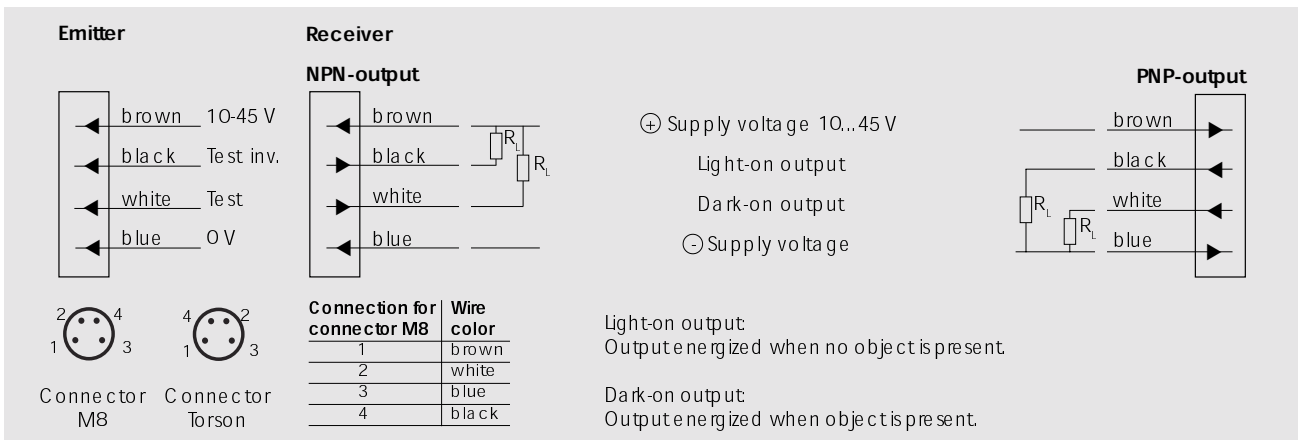 Emitter
Receiver
NPN-output
PNP-output
brown 10-45 V
black Test inv.
white Test
blue 0 V
brown
black
white
blue
R L
R L
+ Supply voltage 10...45 V
Light-on output
Dark-on output
- Supply voltage
brown
black
white
blue
R L
R L
2 4
1 3
Connector
M8
4 2
1 3
Connector
Torson
Connection for connector M8 Wire color
1 brown
2 white
3 blue
4 black
Light-on output:
Output energized when no object is present.
Dark-on output:
Output energized when object is present.